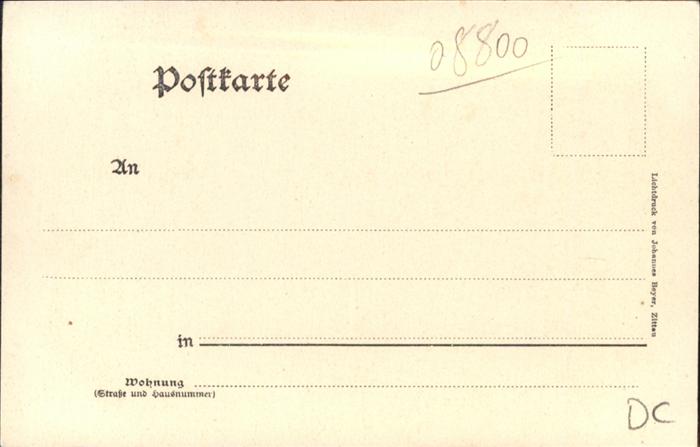 08800
Poſtkarte
An
in
Wohnung
(Straße und Hausnummer)
Lichtdruck von Johannes Beyer, Zittau
DC